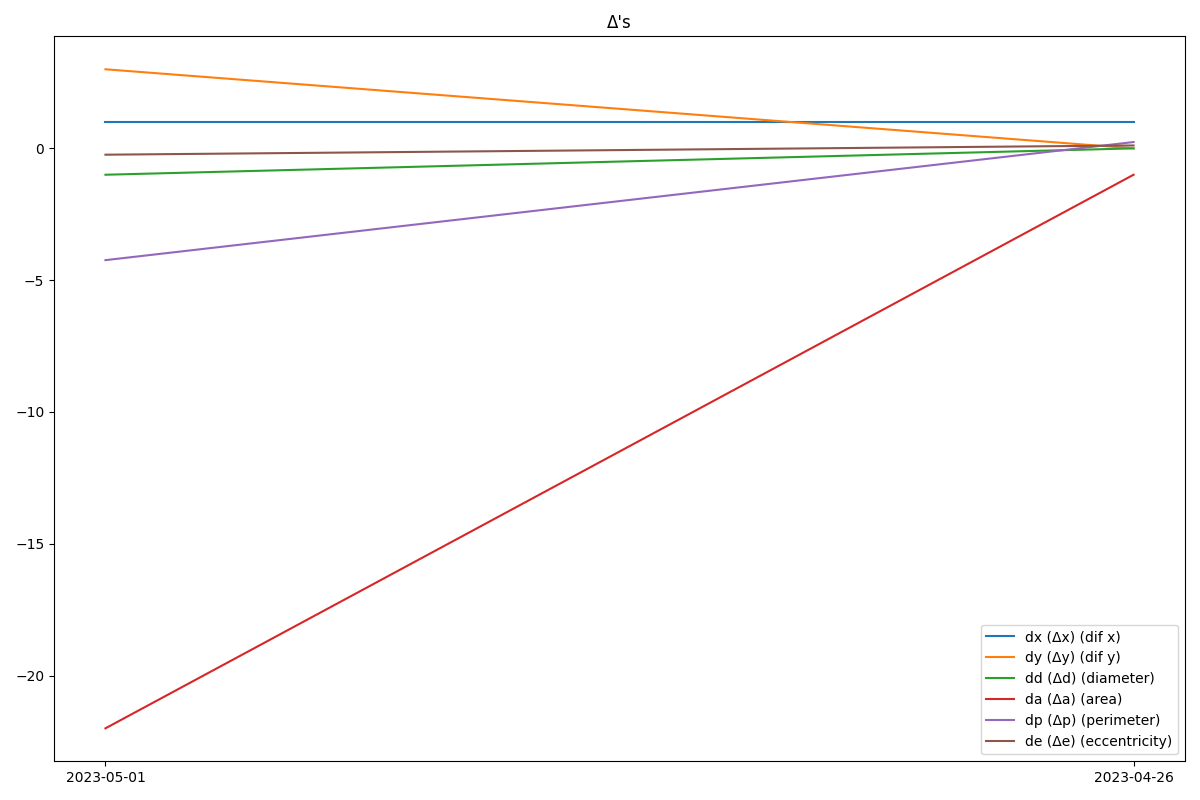 Δ's
0
−5
−10
−15
−20
2023-05-01
2023-04-26
dx (Δx) (dif x)
dy (Δy) (dif y)
dd (Δd) (diameter)
da (Δa) (area)
dp (Δp) (perimeter)
de (Δe) (eccentricity)